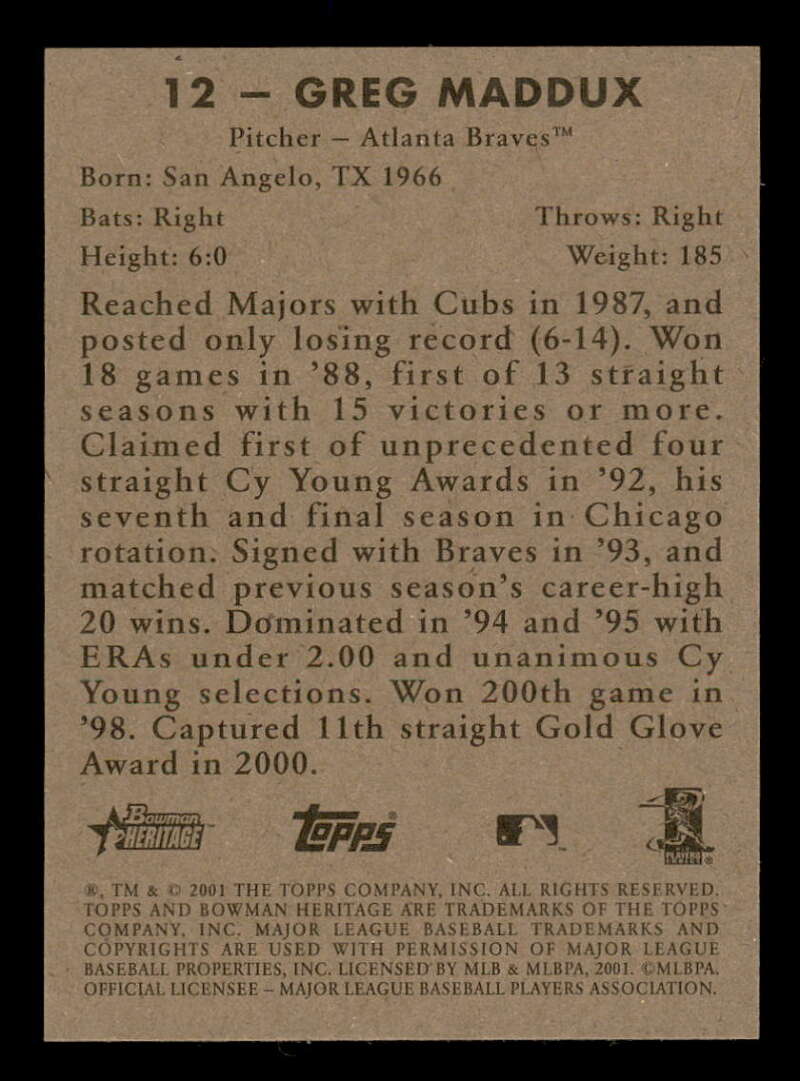 12 – GREG MADDUX
Pitcher – Atlanta Braves™
Born: San Angelo, TX 1966
Bats: Right Throws: Right
Height: 6:0 Weight: 185
Reached Majors with Cubs in 1987, and
posted only losing record (6-14). Won
18 games in ’88, first of 13 straight
seasons with 15 victories or more.
Claimed first of unprecedented four
straight Cy Young Awards in ’92, his
seventh and final season in Chicago
rotation. Signed with Braves in ’93, and
matched previous season’s career-high
20 wins. Dominated in ’94 and ’95 with
ERAs under 2.00 and unanimous Cy
Young selections. Won 200th game in
’98. Captured 11th straight Gold Glove
Award in 2000.
Bowman HERITAGE Topps PLAYERS
®, TM & © 2001 THE TOPPS COMPANY, INC. ALL RIGHTS RESERVED.
TOPPS AND BOWMAN HERITAGE ARE TRADEMARKS OF THE TOPPS
COMPANY, INC. MAJOR LEAGUE BASEBALL TRADEMARKS AND
COPYRIGHTS ARE USED WITH PERMISSION OF MAJOR LEAGUE
BASEBALL PROPERTIES, INC. LICENSED BY MLB & MLBPA, 2001. ©MLBPA.
OFFICIAL LICENSEE – MAJOR LEAGUE BASEBALL PLAYERS ASSOCIATION.